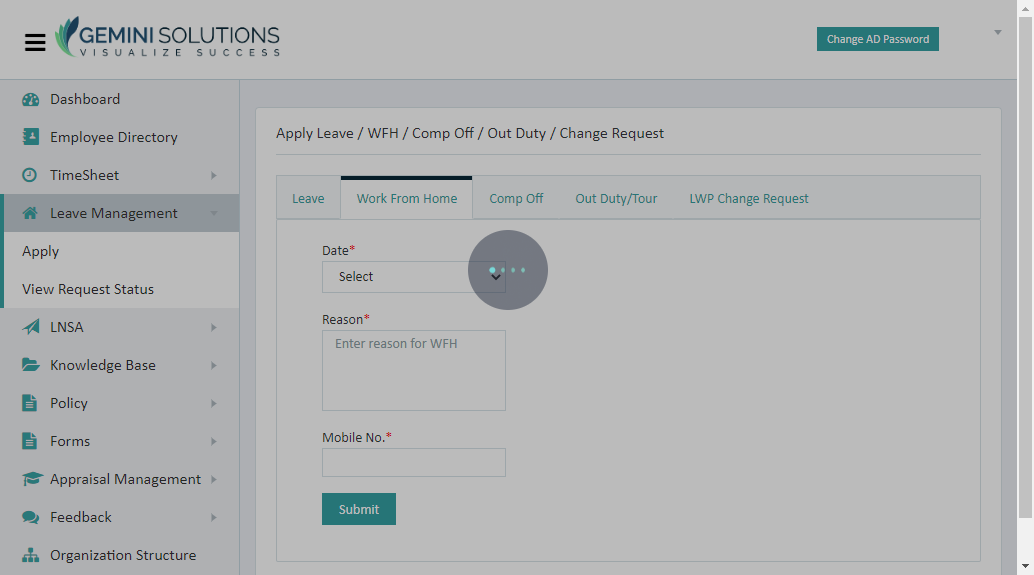 GEMINI SOLUTIONS
VISUALIZE SUCCESS
Change AD Password
Dashboard
Employee Directory
TimeSheet
Leave Management
Apply
View Request Status
LNSA
Knowledge Base
Policy
Forms
Appraisal Management
Feedback
Organization Structure
Apply Leave / WFH / Comp Off / Out Duty / Change Request
Leave
Work From Home
Comp Off
Out Duty/Tour
LWP Change Request
Date*
Select
Reason*
Enter reason for WFH
Mobile No.*
Submit